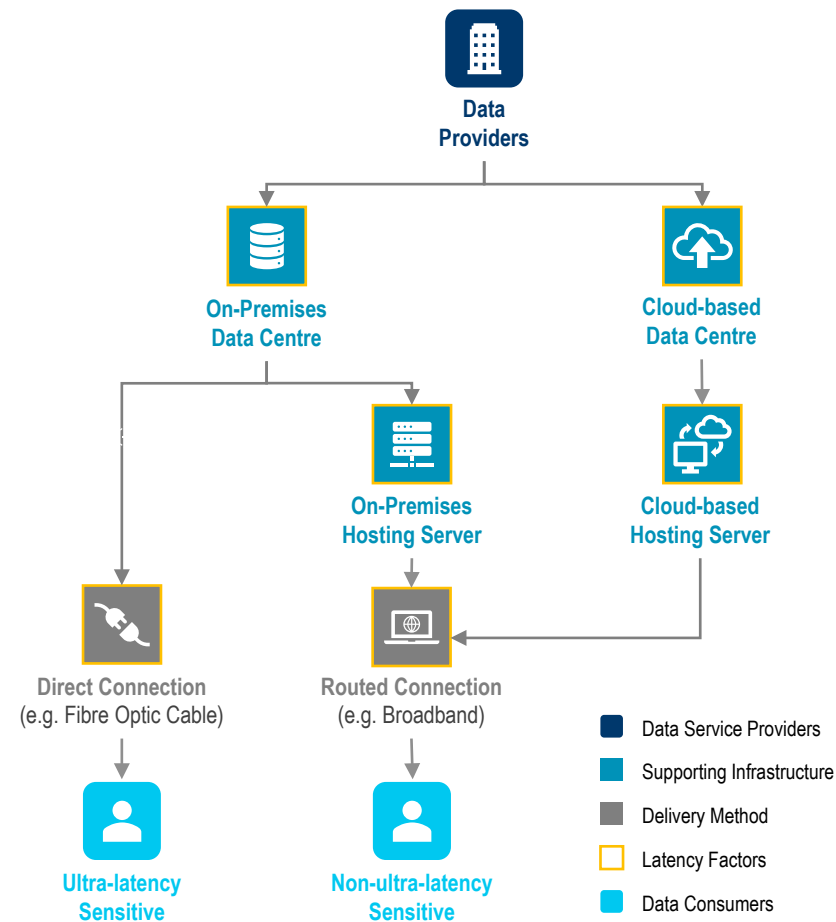 Data
Providers
On-Premises
Data Centre
Cloud-based
Data Centre
On-Premises
Hosting Server
Cloud-based
Hosting Server
Direct Connection
(e.g. Fibre Optic Cable)
Routed Connection
(e.g. Broadband)
Ultra-latency
Sensitive
Non-ultra-latency
Sensitive
Data Service Providers
Supporting Infrastructure
Delivery Method
Latency Factors
Data Consumers